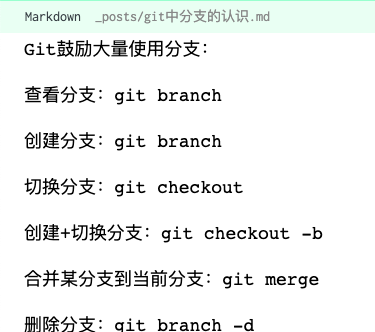 Markdown _posts/git中分支的认识.md
Git鼓励大量使用分支：
查看分支：git branch
创建分支：git branch
切换分支：git checkout
创建+切换分支：git checkout -b
合并某分支到当前分支：git merge
删除分支：git branch -d